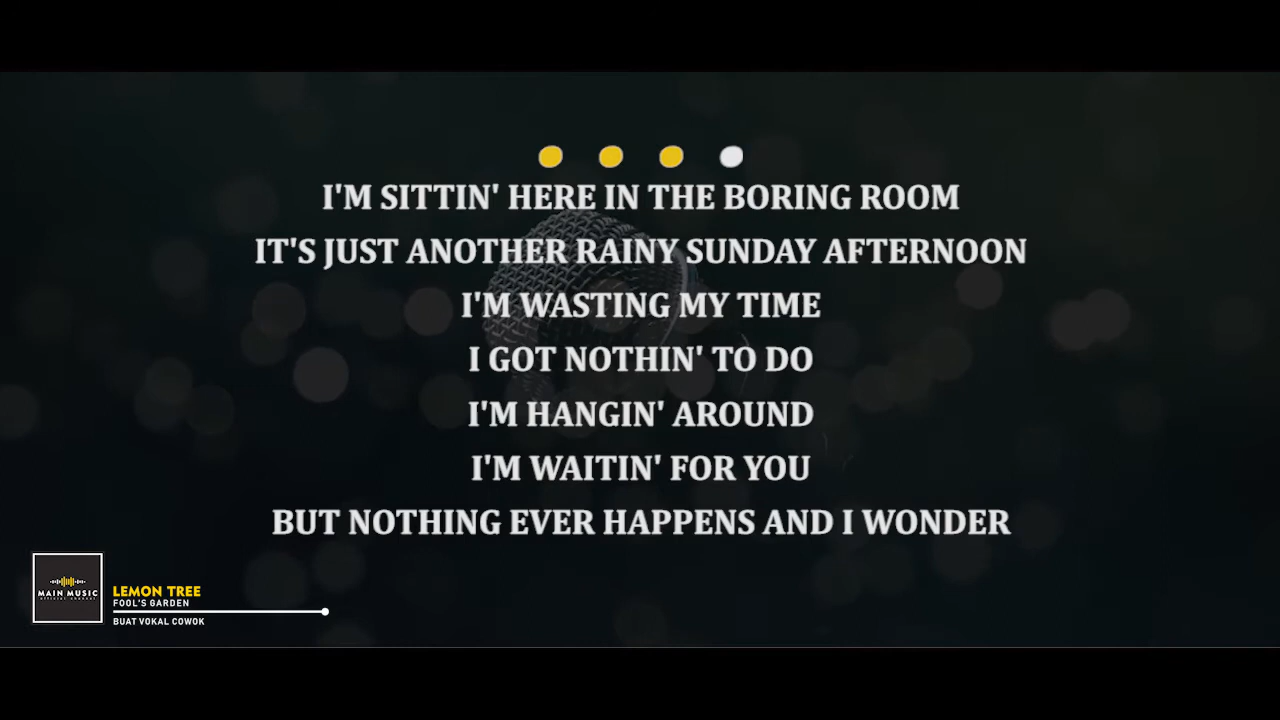 I'M SITTIN' HERE IN THE BORING ROOM
IT'S JUST ANOTHER RAINY SUNDAY AFTERNOON
I'M WASTING MY TIME
I GOT NOTHIN' TO DO
I'M HANGIN' AROUND
I'M WAITIN' FOR YOU
BUT NOTHING EVER HAPPENS AND I WONDER
MAIN MUSIC
LEMON TREE
FOOL'S GARDEN
BUAT VOKAL COWOK